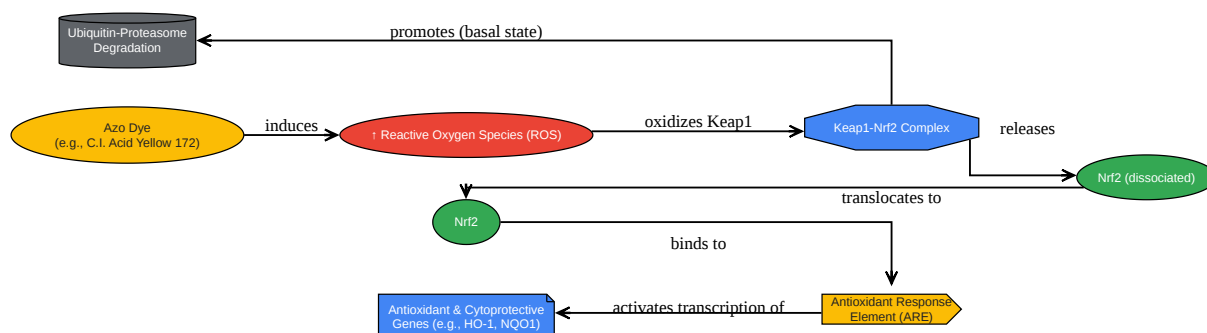 Ubiquitin-Proteasome
Degradation
promotes (basal state)
Azo Dye
(e.g., C.I. Acid Yellow 172)
induces
↑ Reactive Oxygen Species (ROS)
oxidizes Keap1
Keap1-Nrf2 Complex
releases
Nrf2 (dissociated)
translocates to
Nrf2
binds to
Antioxidant & Cytoprotective
Genes (e.g., HO-1, NQO1)
activates transcription of
Antioxidant Response
Element (ARE)